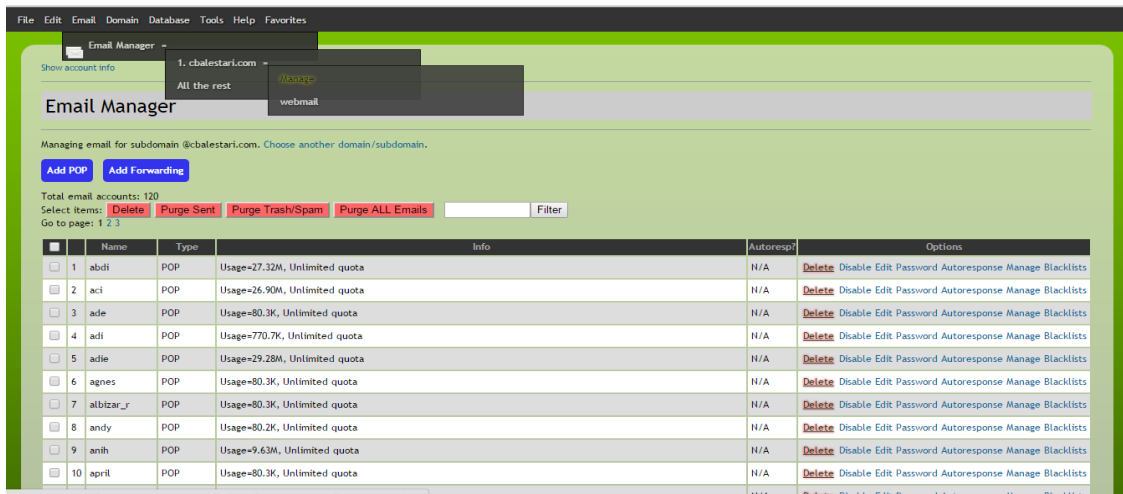 File Edit Email Domain Database Tools Help Favorites
Email Manager -
1. cbalestari.com -
Show account info
Manage
All the rest
webmail
Email Manager
Managing email for subdomain @cbalestari.com. Choose another domain/subdomain.
Add POP Add Forwarding
Total email accounts: 120
Select items: Delete Purge Sent Purge Trash/Spam Purge ALL Emails Filter
Go to page: 1 2 3
Name Type Info Autoresp? Options
1 abdi POP Usage=27.32M, Unlimited quota N/A Delete Disable Edit Password Autoresponse Manage Blacklists
2 aci POP Usage=26.90M, Unlimited quota N/A Delete Disable Edit Password Autoresponse Manage Blacklists
3 ade POP Usage=80.3K, Unlimited quota N/A Delete Disable Edit Password Autoresponse Manage Blacklists
4 adi POP Usage=770.7K, Unlimited quota N/A Delete Disable Edit Password Autoresponse Manage Blacklists
5 adie POP Usage=29.28M, Unlimited quota N/A Delete Disable Edit Password Autoresponse Manage Blacklists
6 agnes POP Usage=80.3K, Unlimited quota N/A Delete Disable Edit Password Autoresponse Manage Blacklists
7 albizar_r POP Usage=80.3K, Unlimited quota N/A Delete Disable Edit Password Autoresponse Manage Blacklists
8 andy POP Usage=80.2K, Unlimited quota N/A Delete Disable Edit Password Autoresponse Manage Blacklists
9 anih POP Usage=9.63M, Unlimited quota N/A Delete Disable Edit Password Autoresponse Manage Blacklists
10 april POP Usage=80.3K, Unlimited quota N/A Delete Disable Edit Password Autoresponse Manage Blacklists